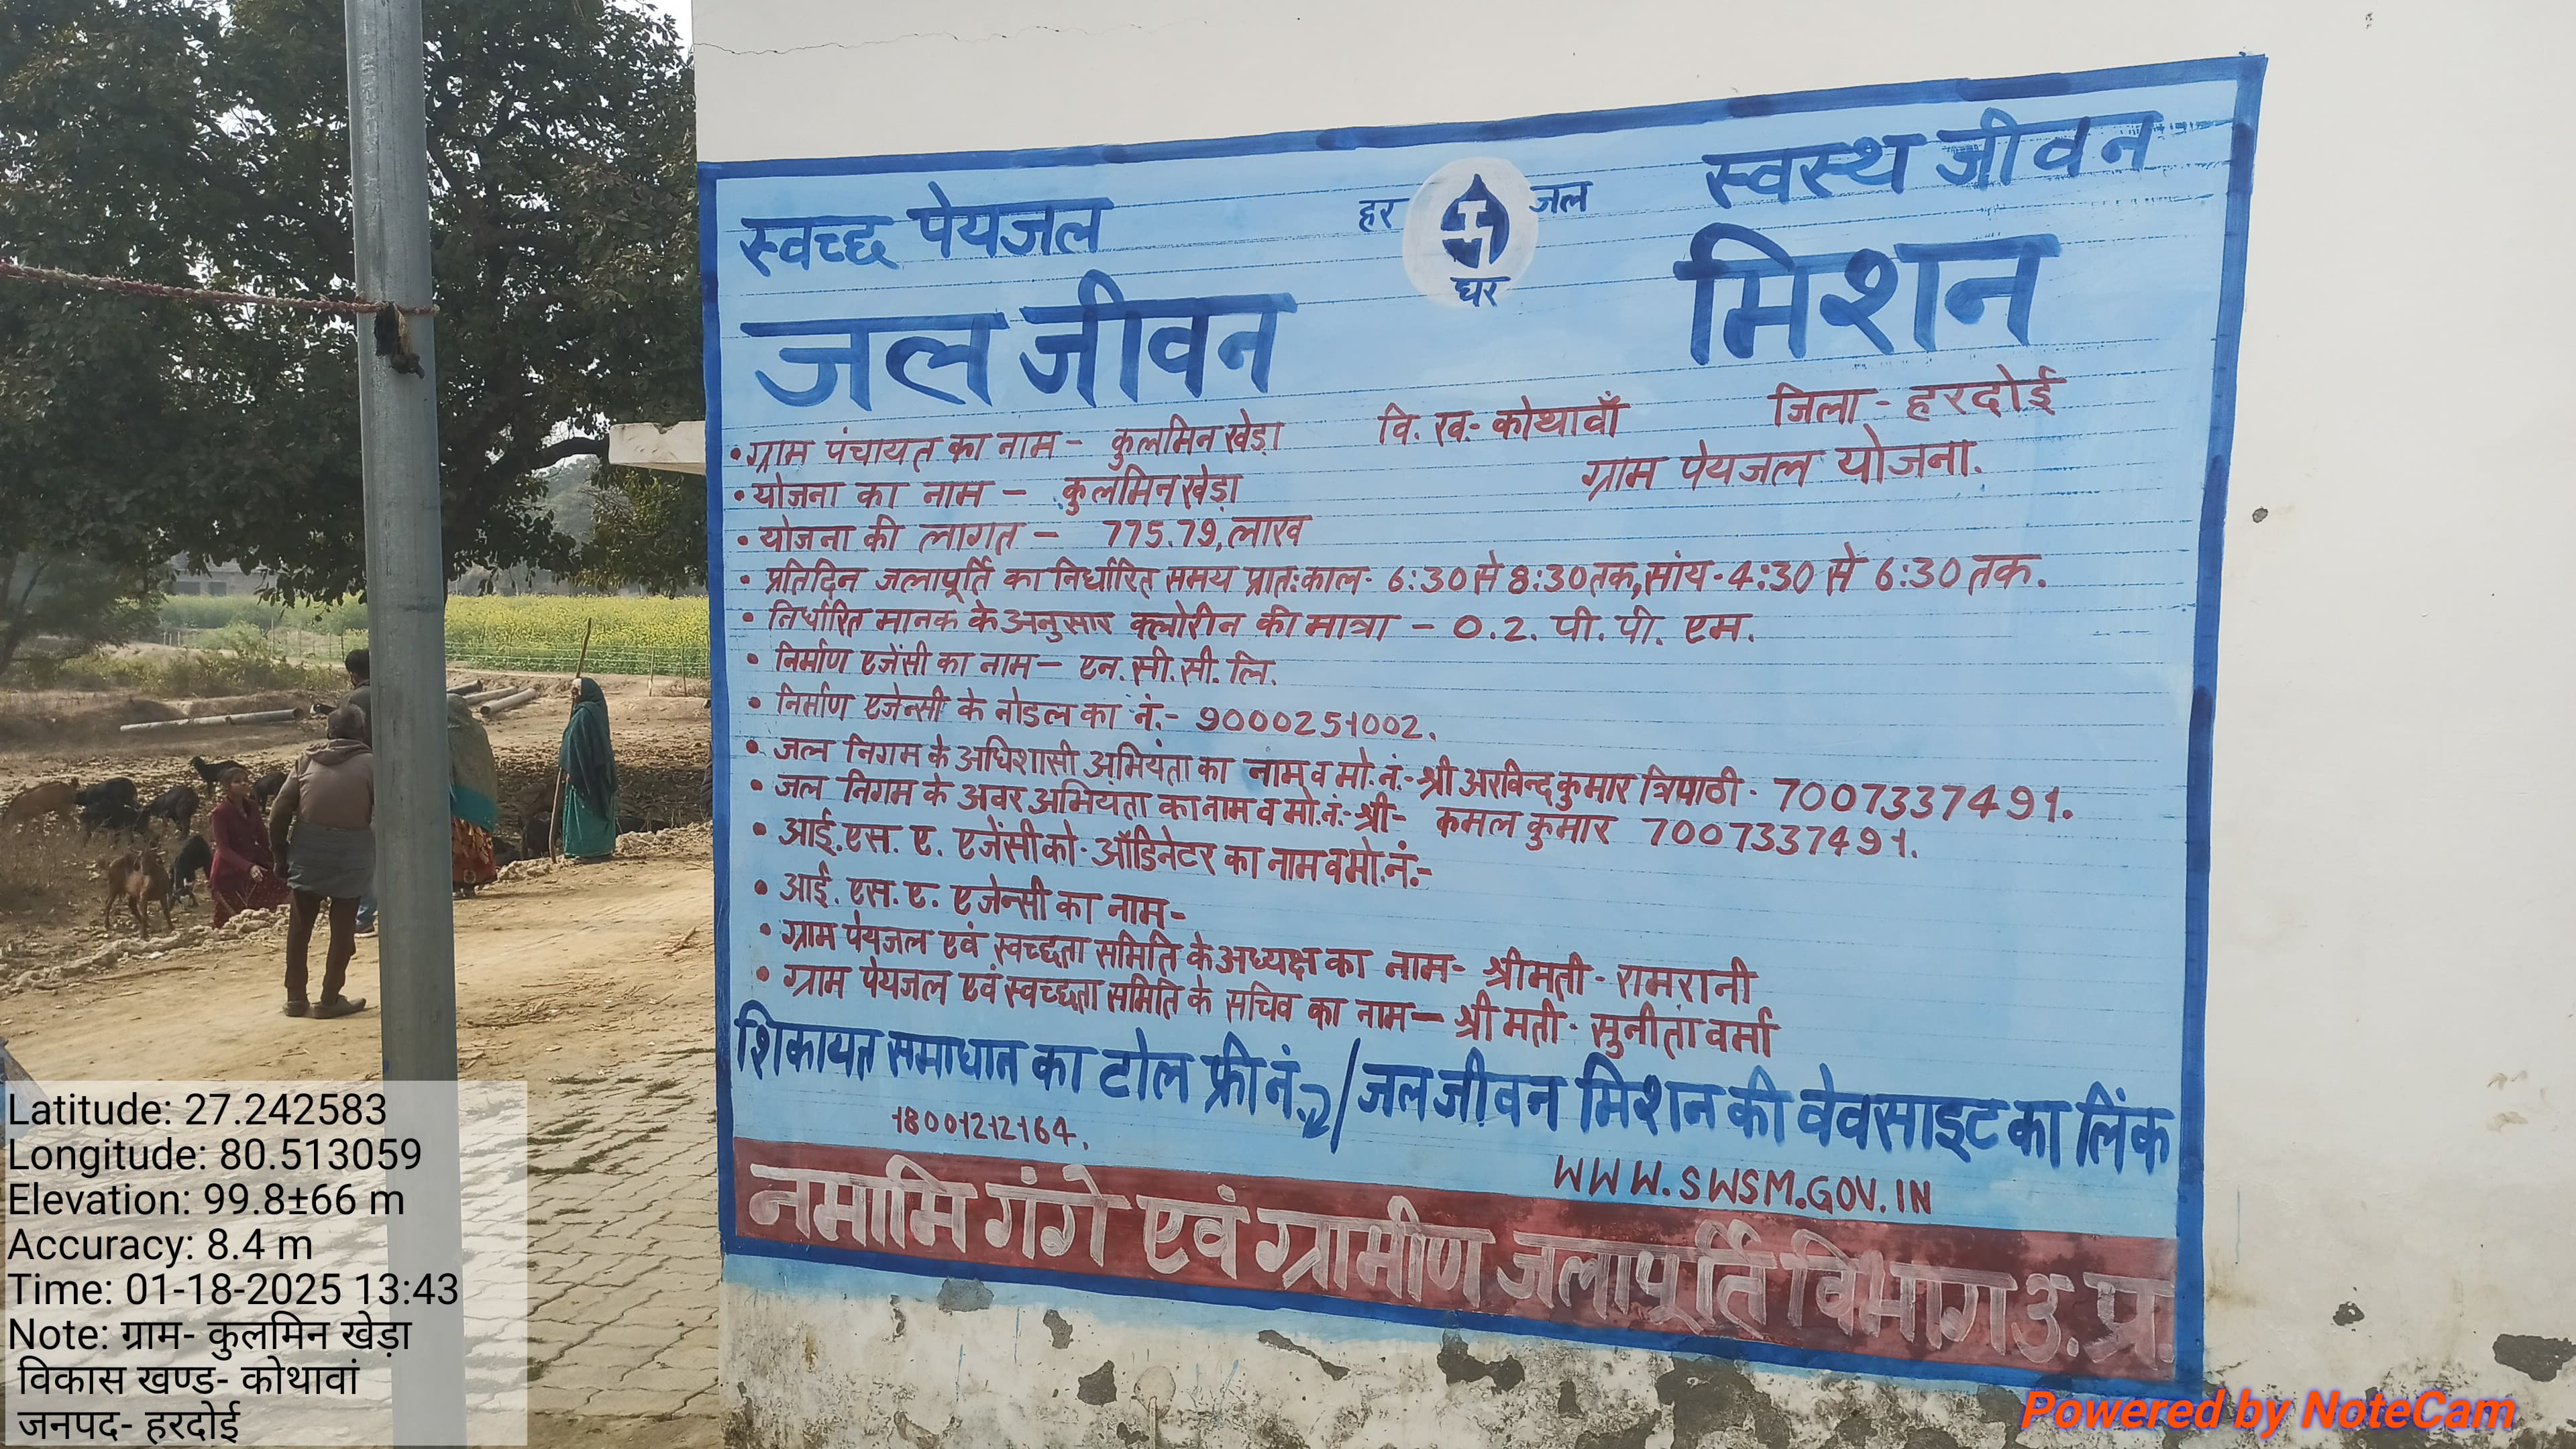 स्वच्छ पेयजल
हर जल
घर
स्वस्थ जीवन
जल जीवन मिशन
• ग्राम पंचायत का नाम - कुलमिन खेड़ा वि. ख.- कोथावाँ जिला - हरदोई
• योजना का नाम - कुलमिन खेड़ा ग्राम पेयजल योजना.
• योजना की लागत - 775.79, लाख
• प्रतिदिन जलापूर्ति का निर्धारित समय प्रात:काल- 6:30 से 8:30 तक, सांय - 4:30 से 6:30 तक.
• निर्धारित मानक के अनुसार क्लोरीन की मात्रा - 0.2. पी. पी. एम.
• निर्माण एजेंसी का नाम - एन. सी. सी. लि.
• निर्माण एजेन्सी के नोडल का नं.- 9000251002.
• जल निगम के अधिशासी अभियंता का नाम व मो.नं.- श्री अरविन्द कुमार त्रिपाठी - 7007337491.
• जल निगम के अवर अभियंता का नाम व मो.नं.- श्री- कमल कुमार 7007337491.
• आई. एस. ए. एजेंसी को- ऑडिनेटर का नाम व मो.नं.-
• आई. एस. ए. एजेन्सी का नाम -
• ग्राम पेयजल एवं स्वच्छता समिति के अध्यक्ष का नाम- श्रीमती - रामरानी
• ग्राम पेयजल एवं स्वच्छता समिति के सचिव का नाम - श्री मती - सुनीता वर्मा
शिकायत समाधान का टोल फ्री नं. / जल जीवन मिशन की वेवसाइट का लिंक
18001212164.
WWW.SWSM.GOV.IN
नमामि गंगे एवं ग्रामीण जलापूर्ति विभाग उ. प्र.
Latitude: 27.242583
Longitude: 80.513059
Elevation: 99.8±66 m
Accuracy: 8.4 m
Time: 01-18-2025 13:43
Note: ग्राम- कुलमिन खेड़ा
विकास खण्ड- कोथावां
जनपद- हरदोई
Powered by NoteCam